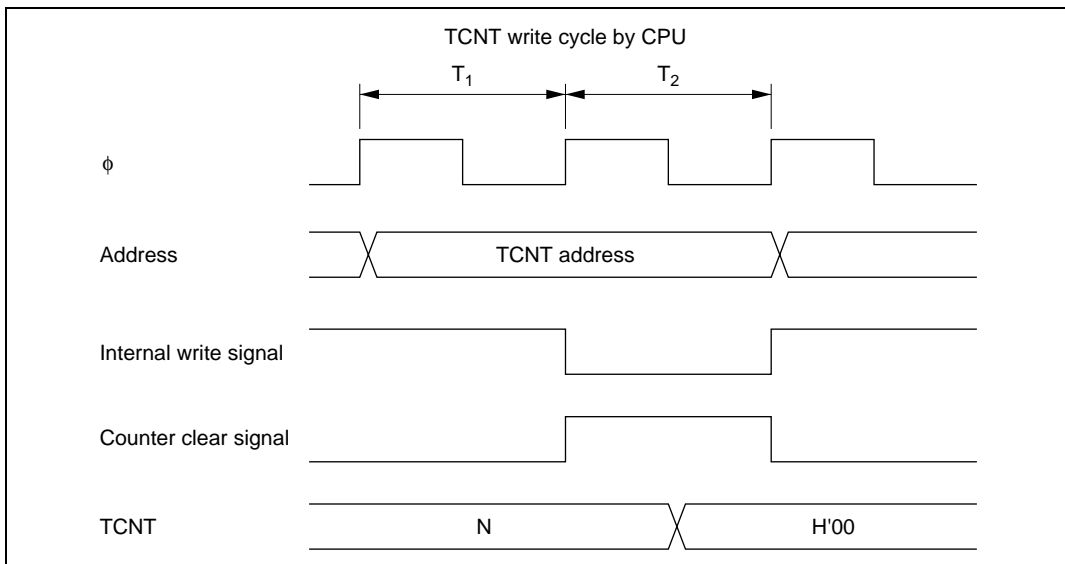 TCNT write cycle by CPU
T1 T2
ϕ
Address TCNT address
Internal write signal
Counter clear signal
TCNT N H'00